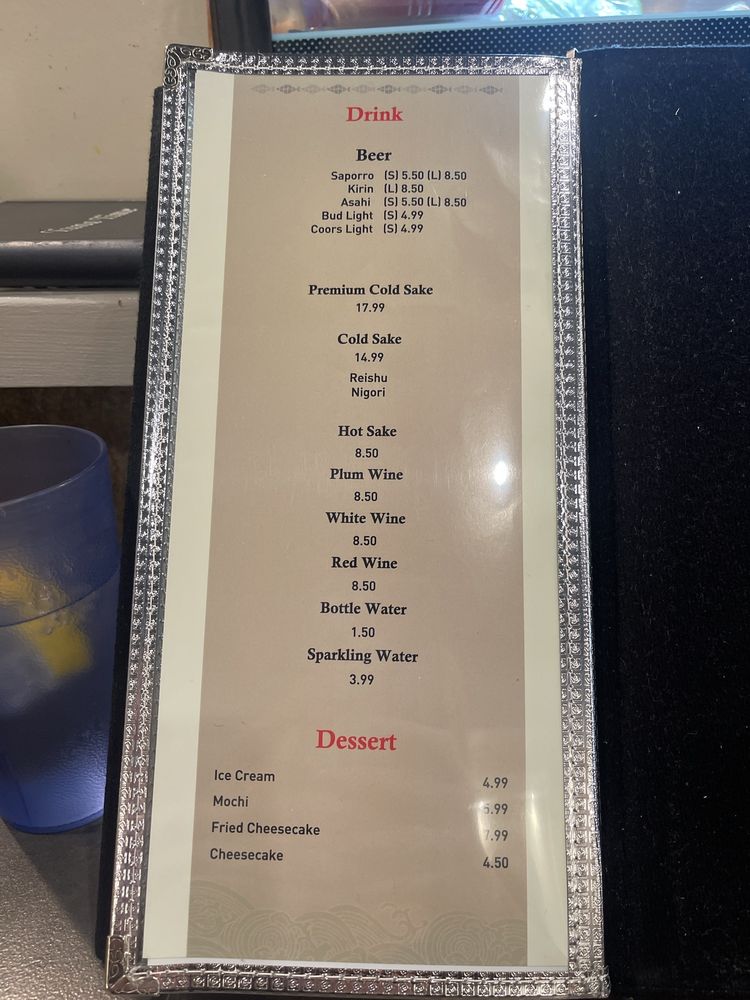 Drink
Beer
Saporro (S) 5.50 (L) 8.50
Kirin (L) 8.50
Asahi (S) 5.50 (L) 8.50
Bud Light (S) 4.99
Coors Light (S) 4.99
Premium Cold Sake
17.99
Cold Sake
14.99
Reishu
Nigori
Hot Sake
8.50
Plum Wine
8.50
White Wine
8.50
Red Wine
8.50
Bottle Water
1.50
Sparkling Water
3.99
Dessert
Ice Cream 4.99
Mochi 5.99
Fried Cheesecake 7.99
Cheesecake 4.50